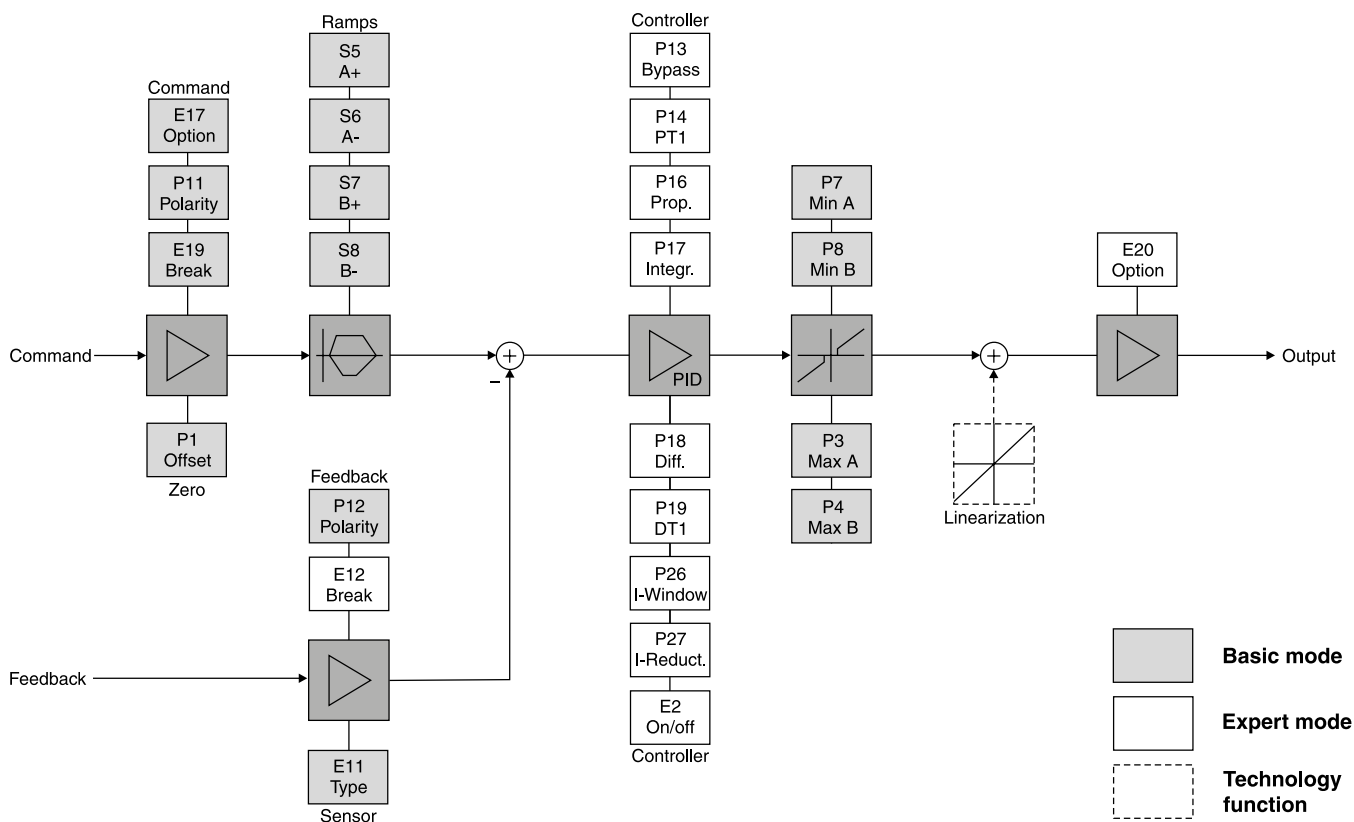 Ramps
S5
A+
S6
A-
S7
B+
S8
B-
Command
E17
Option
P11
Polarity
E19
Break
Controller
P13
Bypass
P14
PT1
P16
Prop.
P17
Integr.
P7
Min A
P8
Min B
E20
Option
Command
PID
Output
–
P1
Offset
Zero
P18
Diff.
P19
DT1
P26
I-Window
P27
I-Reduct.
E2
On/off
Controller
P3
Max A
P4
Max B
Linearization
Feedback
P12
Polarity
E12
Break
Feedback
E11
Type
Sensor
Basic mode
Expert mode
Technology
function